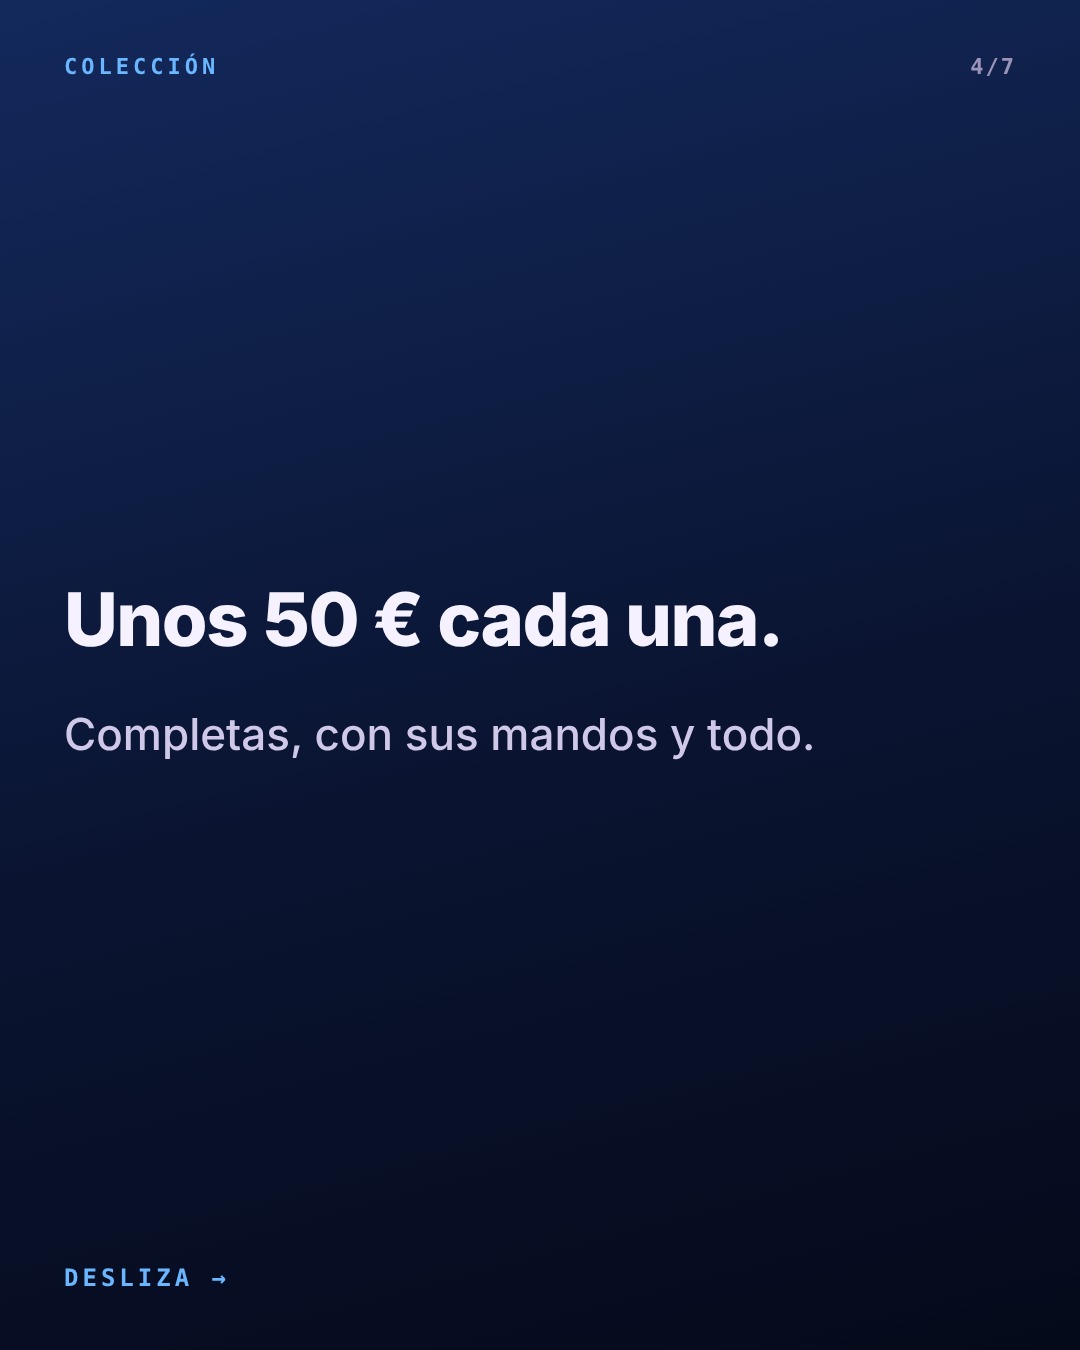 COLECCIÓN
4/7
Unos 50 € cada una.
Completas, con sus mandos y todo.
DESLIZA →